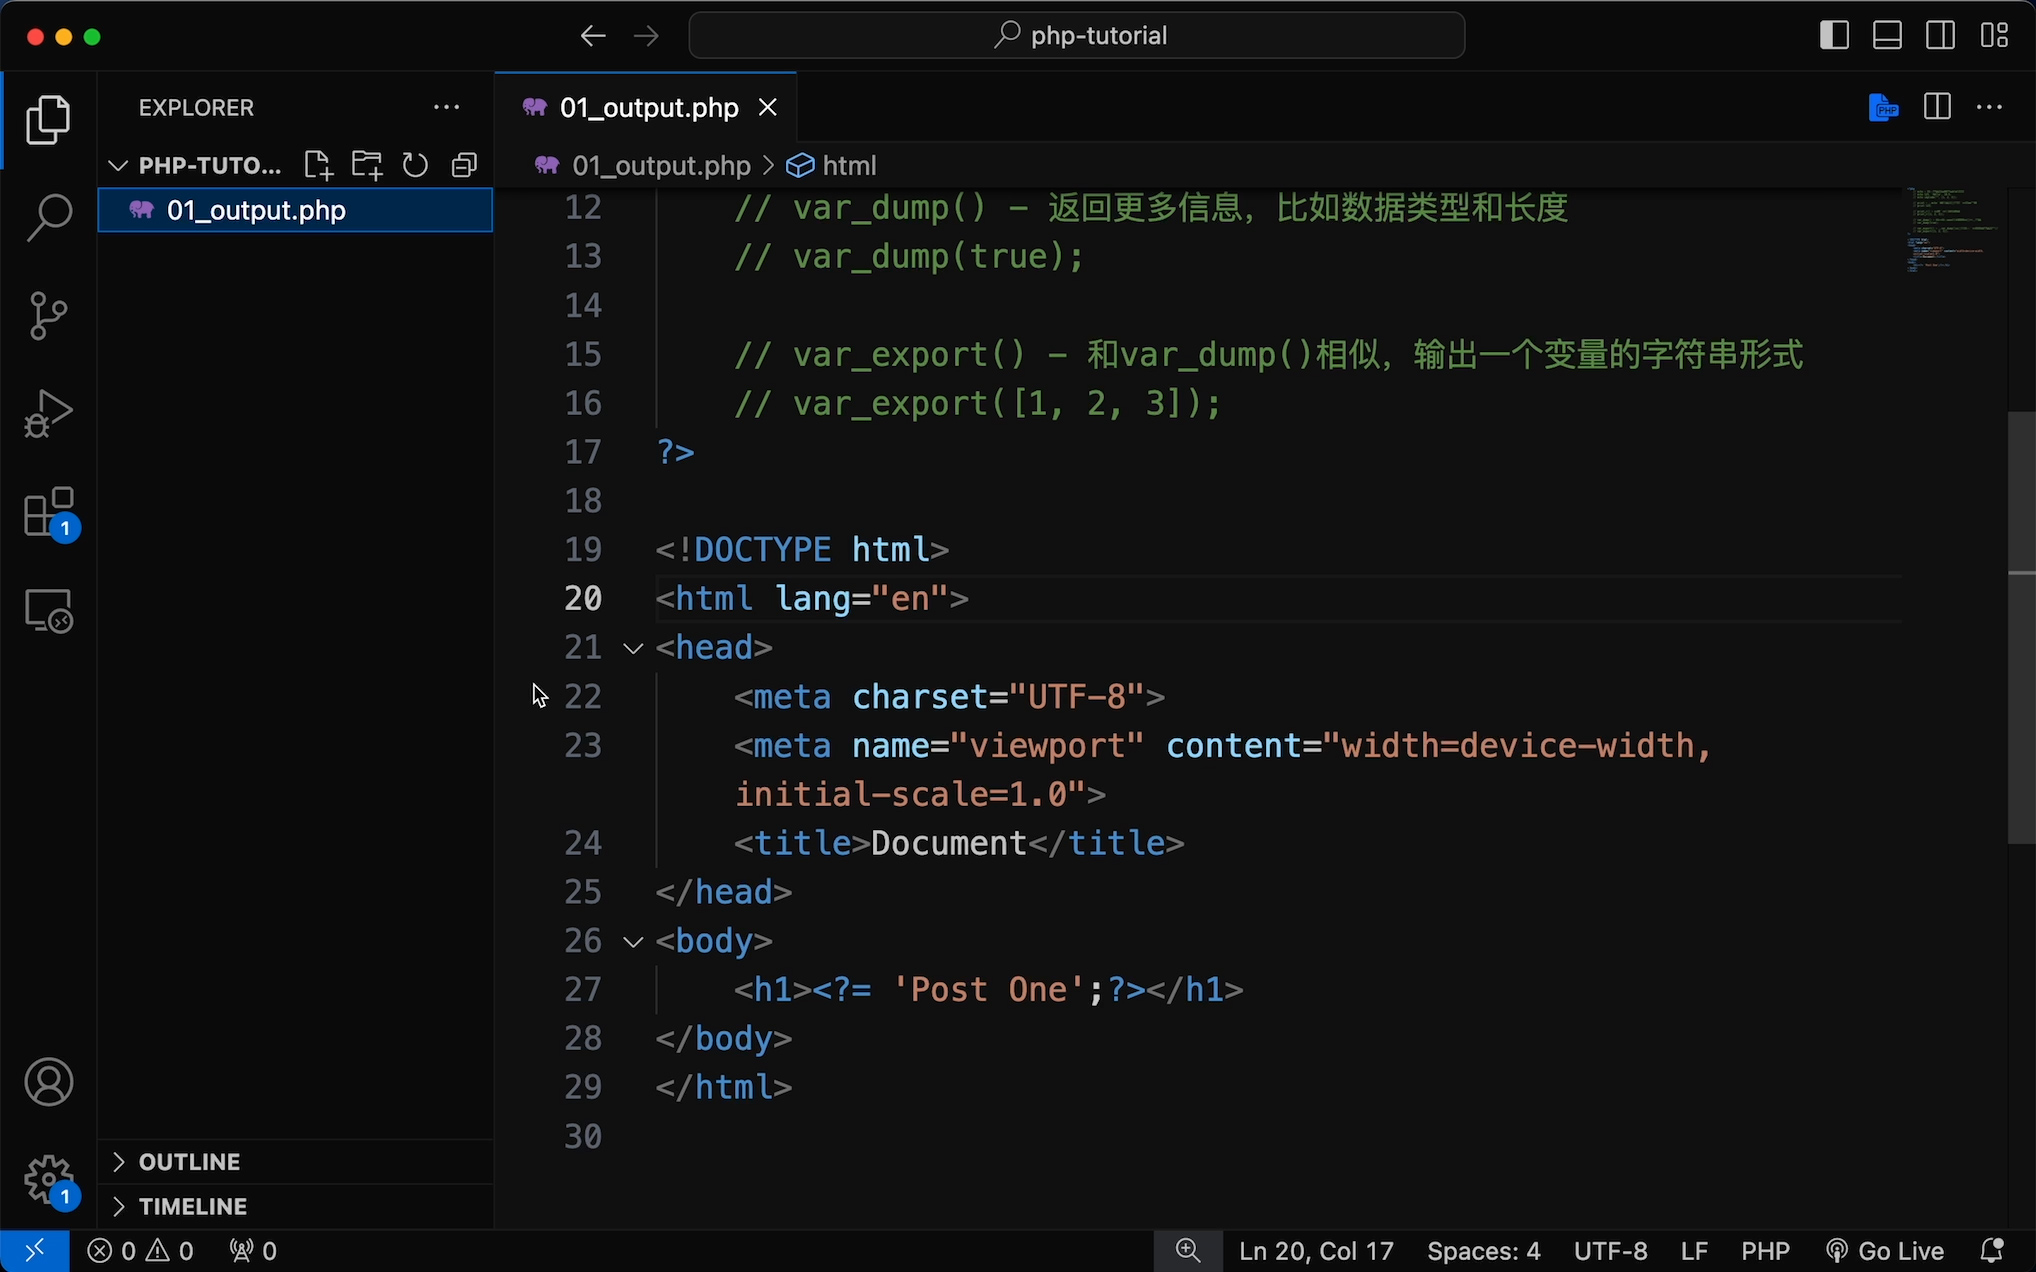 php-tutorial
EXPLORER
PHP-TUTO...
01_output.php
OUTLINE
TIMELINE
01_output.php
01_output.php > html
12 // var_dump() - 返回更多信息，比如数据类型和长度
13 // var_dump(true);
14
15 // var_export() - 和var_dump()相似，输出一个变量的字符串形式
16 // var_export([1, 2, 3]);
17 ?>
18
19 <!DOCTYPE html>
20 <html lang="en">
21 <head>
22 <meta charset="UTF-8">
23 <meta name="viewport" content="width=device-width,
initial-scale=1.0">
24 <title>Document</title>
25 </head>
26 <body>
27 <h1><?= 'Post One';?></h1>
28 </body>
29 </html>
30
1
1
PHP
0 0 0 Ln 20, Col 17 Spaces: 4 UTF-8 LF PHP Go Live